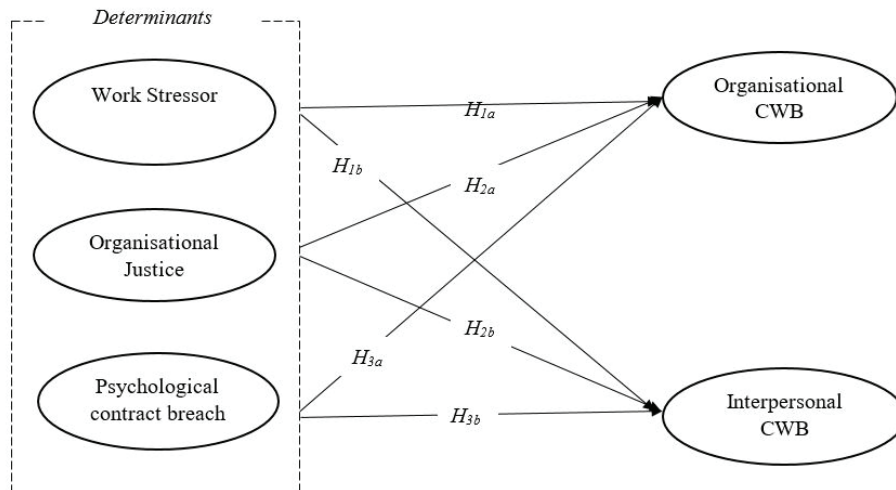 Determinants
Work Stressor
Organisational
Justice
Psychological
contract breach
H1a
H1b
H2a
H2b
H3a
H3b
Organisational
CWB
Interpersonal
CWB